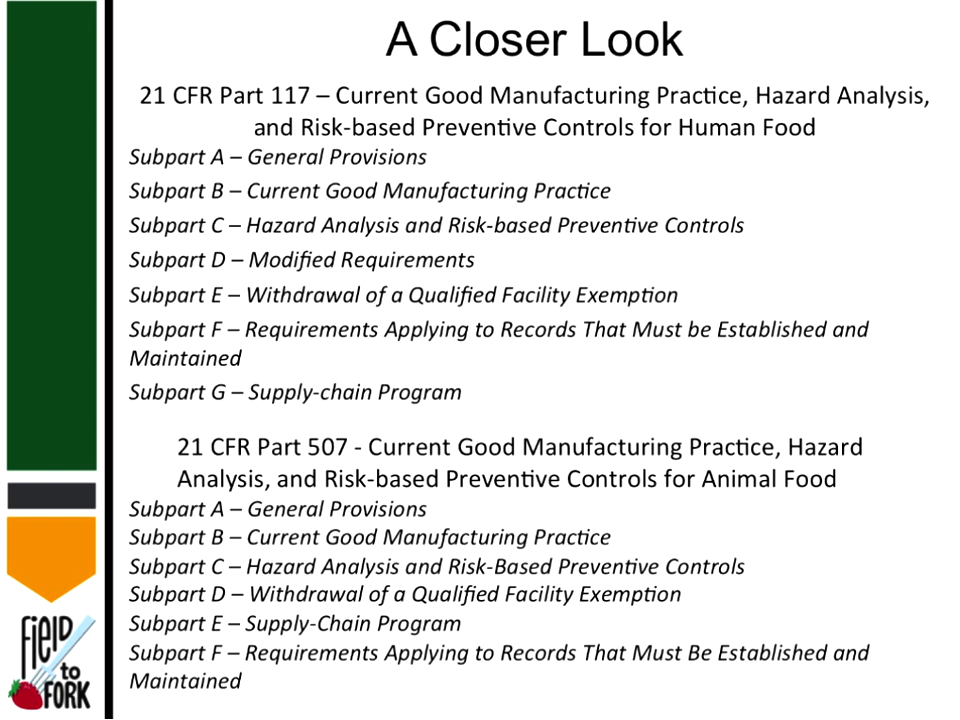 A Closer Look
21 CFR Part 117 – Current Good Manufacturing Practice, Hazard Analysis,
and Risk-based Preventive Controls for Human Food
Subpart A – General Provisions
Subpart B – Current Good Manufacturing Practice
Subpart C – Hazard Analysis and Risk-based Preventive Controls
Subpart D – Modified Requirements
Subpart E – Withdrawal of a Qualified Facility Exemption
Subpart F – Requirements Applying to Records That Must be Established and
Maintained
Subpart G – Supply-chain Program
21 CFR Part 507 - Current Good Manufacturing Practice, Hazard
Analysis, and Risk-based Preventive Controls for Animal Food
Subpart A – General Provisions
Subpart B – Current Good Manufacturing Practice
Subpart C – Hazard Analysis and Risk-Based Preventive Controls
Subpart D – Withdrawal of a Qualified Facility Exemption
Subpart E – Supply-Chain Program
Subpart F – Requirements Applying to Records That Must Be Established and
Maintained
FiElD
to
FORK